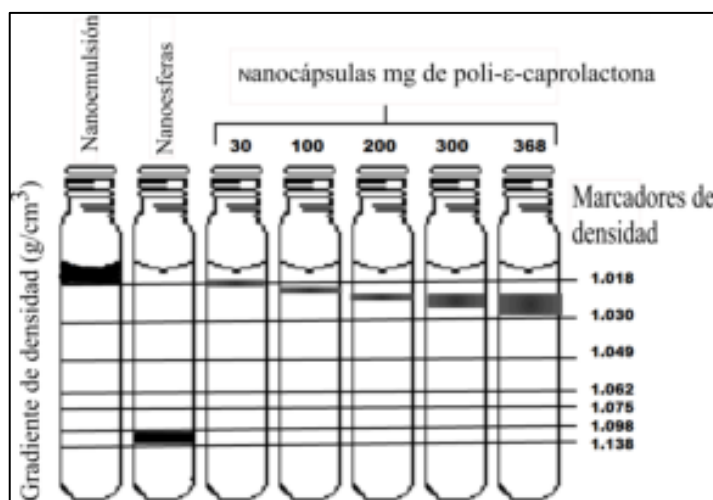 Nanoemulsión
Nanoesferas
Nanocápsulas mg de poli-ε-caprolactona
30 100 200 300 368
Gradiente de densidad (g/cm³)
Marcadores de
densidad
1.018
1.030
1.049
1.062
1.075
1.098
1.138